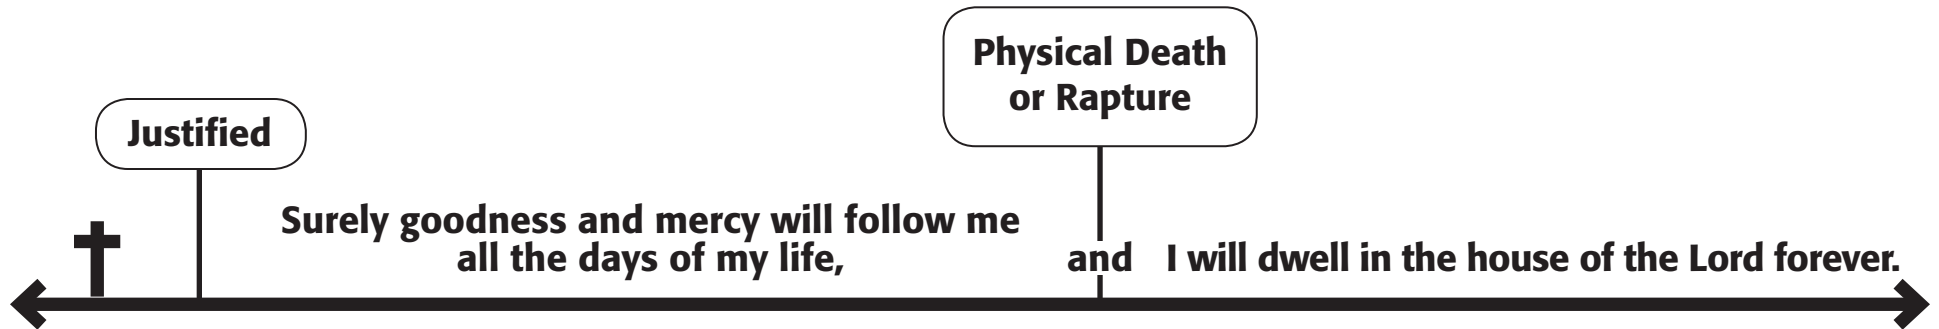 Physical Death
or Rapture
Justified
Surely goodness and mercy will follow me
all the days of my life,
and
I will dwell in the house of the Lord forever.